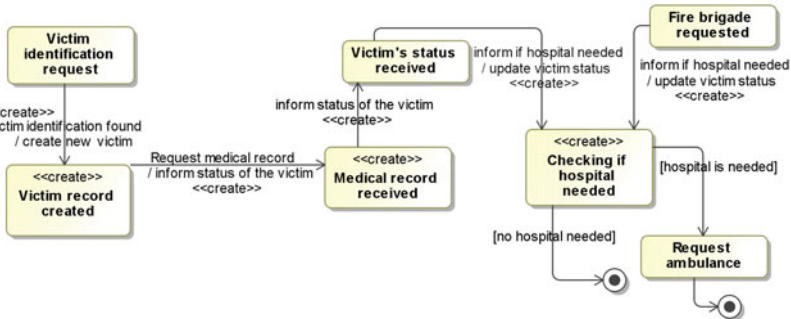 Victim
identification
request
create>>
ctim identification found
/ create new victim
<<create>>
Victim record
created
Request medical record
/ inform status of the victim
<<create>>
<<create>>
Medical record
received
inform status of the victim
<<create>>
Victim's status
received
inform if hospital needed
/ update victim status
<<create>>
Fire brigade
requested
inform if hospital needed
/ update victim status
<<create>>
<<create>>
Checking if
hospital
needed
[hospital is needed]
[no hospital needed]
Request
ambulance